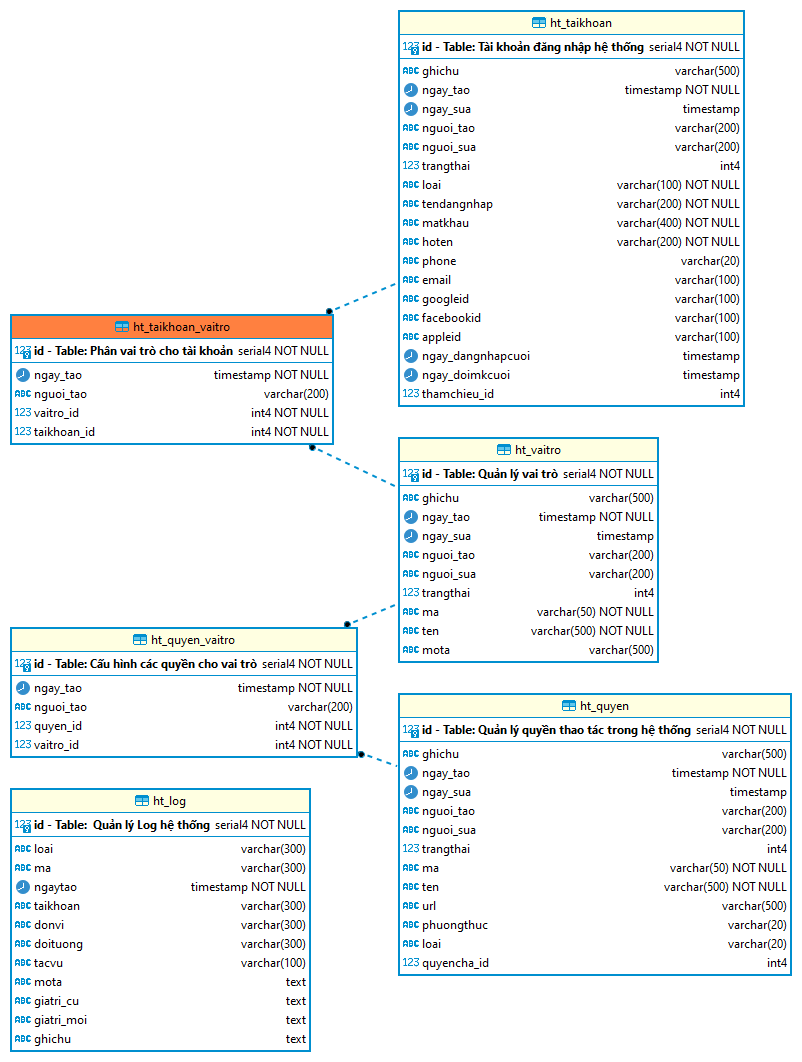 ht_taikhoan
123 id - Table: Tài khoản đăng nhập hệ thống serial4 NOT NULL
ABC ghichu varchar(500)
ngay_tao timestamp NOT NULL
ngay_sua timestamp
ABC nguoi_tao varchar(200)
ABC nguoi_sua varchar(200)
123 trangthai int4
ABC loai varchar(100) NOT NULL
ABC tendangnhap varchar(200) NOT NULL
ABC matkhau varchar(400) NOT NULL
ABC hoten varchar(200) NOT NULL
ABC phone varchar(20)
ABC email varchar(100)
ABC googleid varchar(100)
ABC facebookid varchar(100)
ABC appleid varchar(100)
ngay_dangnhapcuoi timestamp
ngay_doimkcuoi timestamp
123 thamchieu_id int4
ht_taikhoan_vaitro
123 id - Table: Phân vai trò cho tài khoản serial4 NOT NULL
ngay_tao timestamp NOT NULL
ABC nguoi_tao varchar(200)
123 vaitro_id int4 NOT NULL
123 taikhoan_id int4 NOT NULL
ht_vaitro
123 id - Table: Quản lý vai trò serial4 NOT NULL
ABC ghichu varchar(500)
ngay_tao timestamp NOT NULL
ngay_sua timestamp
ABC nguoi_tao varchar(200)
ABC nguoi_sua varchar(200)
123 trangthai int4
ABC ma varchar(50) NOT NULL
ABC ten varchar(500) NOT NULL
ABC mota varchar(500)
ht_quyen_vaitro
123 id - Table: Cấu hình các quyền cho vai trò serial4 NOT NULL
ngay_tao timestamp NOT NULL
ABC nguoi_tao varchar(200)
123 quyen_id int4 NOT NULL
123 vaitro_id int4 NOT NULL
ht_quyen
123 id - Table: Quản lý quyền thao tác trong hệ thống serial4 NOT NULL
ABC ghichu varchar(500)
ngay_tao timestamp NOT NULL
ngay_sua timestamp
ABC nguoi_tao varchar(200)
ABC nguoi_sua varchar(200)
123 trangthai int4
ABC ma varchar(50) NOT NULL
ABC ten varchar(500) NOT NULL
ABC url varchar(500)
ABC phuongthuc varchar(20)
ABC loai varchar(20)
123 quyencha_id int4
ht_log
123 id - Table: Quản lý Log hệ thống serial4 NOT NULL
ABC loai varchar(300)
ABC ma varchar(300)
ngaytao timestamp NOT NULL
ABC taikhoan varchar(300)
ABC donvi varchar(300)
ABC doituong varchar(300)
ABC tacvu varchar(100)
ABC mota text
ABC giatri_cu text
ABC giatri_moi text
ABC ghichu text